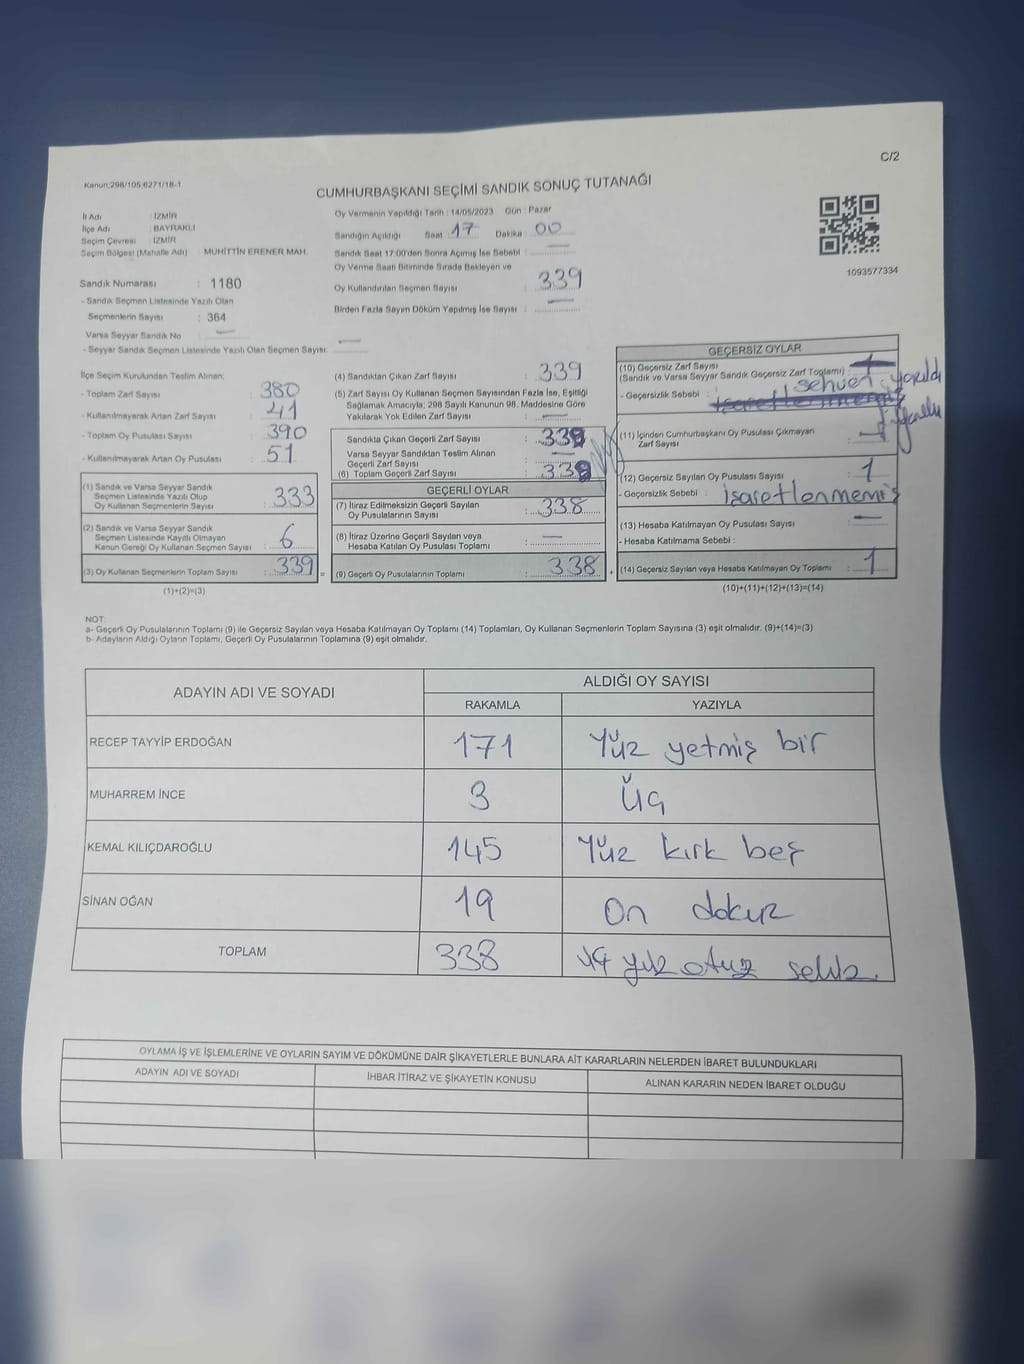 C/2
Kanun;298/105,6271/18-1
CUMHURBAŞKANI SEÇİMİ SANDIK SONUÇ TUTANAĞI
İl Adı : İZMİR
İlçe Adı : BAYRAKLI
Seçim Çevresi : İZMİR
Seçim Bölgesi (Mahalle Adı) : MUHİTTİN ERENER MAH.
Sandık Numarası : 1180
- Sandık Seçmen Listesinde Yazılı Olan
Seçmenlerin Sayısı : 364
Varsa Seyyar Sandık No : —
- Seyyar Sandık Seçmen Listesinde Yazılı Olan Seçmen Sayısı: —
Oy Vermenin Yapıldığı Tarih : 14/05/2023 Gün : Pazar
Sandığın Açıldığı Saat : 17 Dakika : 00
Sandık Saat 17:00'den Sonra Açımış İse Sebebi : —
Oy Verme Saati Bitiminde Sırada Bekleyen ve
Oy Kullandırılan Seçmen Sayısı : 339
Birden Fazla Sayım Döküm Yapılmış İse Sayısı : —
1093577334
İlçe Seçim Kurulundan Teslim Alınan;
- Toplam Zarf Sayısı : 380
- Kullanılmayarak Artan Zarf Sayısı : 41
- Toplam Oy Pusulası Sayısı : 390
- Kullanılmayarak Artan Oy Pusulası : 51
(1) Sandık ve Varsa Seyyar Sandık
Seçmen Listesinde Yazılı Olup
Oy Kullanan Seçmenlerin Sayısı : 333
(2) Sandık ve Varsa Seyyar Sandık
Seçmen Listesinde Kayıtlı Olmayan
Kanun Gereği Oy Kullanan Seçmen Sayısı : 6
(3) Oy Kullanan Seçmenlerin Toplam Sayısı : 339 =
(1)+(2)=(3)
(4) Sandıktan Çıkan Zarf Sayısı : 339
(5) Zarf Sayısı Oy Kullanan Seçmen Sayısından Fazla İse, Eşitliği
Sağlamak Amacıyla; 298 Sayılı Kanunun 98. Maddesine Göre
Yakılarak Yok Edilen Zarf Sayısı : —
Sandıkta Çıkan Geçerli Zarf Sayısı : 339
Varsa Seyyar Sandıktan Teslim Alınan
Geçerli Zarf Sayısı : —
(6) Toplam Geçerli Zarf Sayısı : 339
GEÇERLİ OYLAR
(7) İtiraz Edilmeksizin Geçerli Sayılan
Oy Pusulalarının Sayısı : 338
(8) İtiraz Üzerine Geçerli Sayılan veya
Hesaba Katılan Oy Pusulası Toplamı : —
(9) Geçerli Oy Pusulalarının Toplamı : 338 +
GEÇERSİZ OYLAR
(10) Geçersiz Zarf Sayısı
(Sandık ve Varsa Seyyar Sandık Geçersiz Zarf Toplamı) :
- Geçersizlik Sebebi : sehven yazıldı
(11) İçinden Cumhurbaşkanı Oy Pusulası Çıkmayan
Zarf Sayısı :
(12) Geçersiz Sayılan Oy Pusulası Sayısı : 1
- Geçersizlik Sebebi : işaretlenmemiş
(13) Hesaba Katılmayan Oy Pusulası Sayısı : —
- Hesaba Katılmama Sebebi :
(14) Geçersiz Sayılan veya Hesaba Katılmayan Oy Toplamı : 1
(10)+(11)+(12)+(13)=(14)
NOT:
a- Geçerli Oy Pusulalarının Toplamı (9) ile Geçersiz Sayılan veya Hesaba Katılmayan Oy Toplamı (14) Toplamları, Oy Kullanan Seçmenlerin Toplam Sayısına (3) eşit olmalıdır. (9)+(14)=(3)
b- Adayların Aldığı Oyların Toplamı, Geçerli Oy Pusulalarının Toplamına (9) eşit olmalıdır.
ADAYIN ADI VE SOYADI ALDIĞI OY SAYISI
RAKAMLA YAZIYLA
RECEP TAYYİP ERDOĞAN 171 Yüz yetmiş bir
MUHARREM İNCE 3 Üç
KEMAL KILIÇDAROĞLU 145 Yüz kırk beş
SİNAN OĞAN 19 On dokuz
TOPLAM 338 üç yüz otuz sekiz
OYLAMA İŞ VE İŞLEMLERİNE VE OYLARIN SAYIM VE DÖKÜMÜNE DAİR ŞİKAYETLERLE BUNLARA AİT KARARLARIN NELERDEN İBARET BULUNDUKLARI
ADAYIN ADI VE SOYADI İHBAR İTİRAZ VE ŞİKAYETİN KONUSU ALINAN KARARIN NEDEN İBARET OLDUĞU